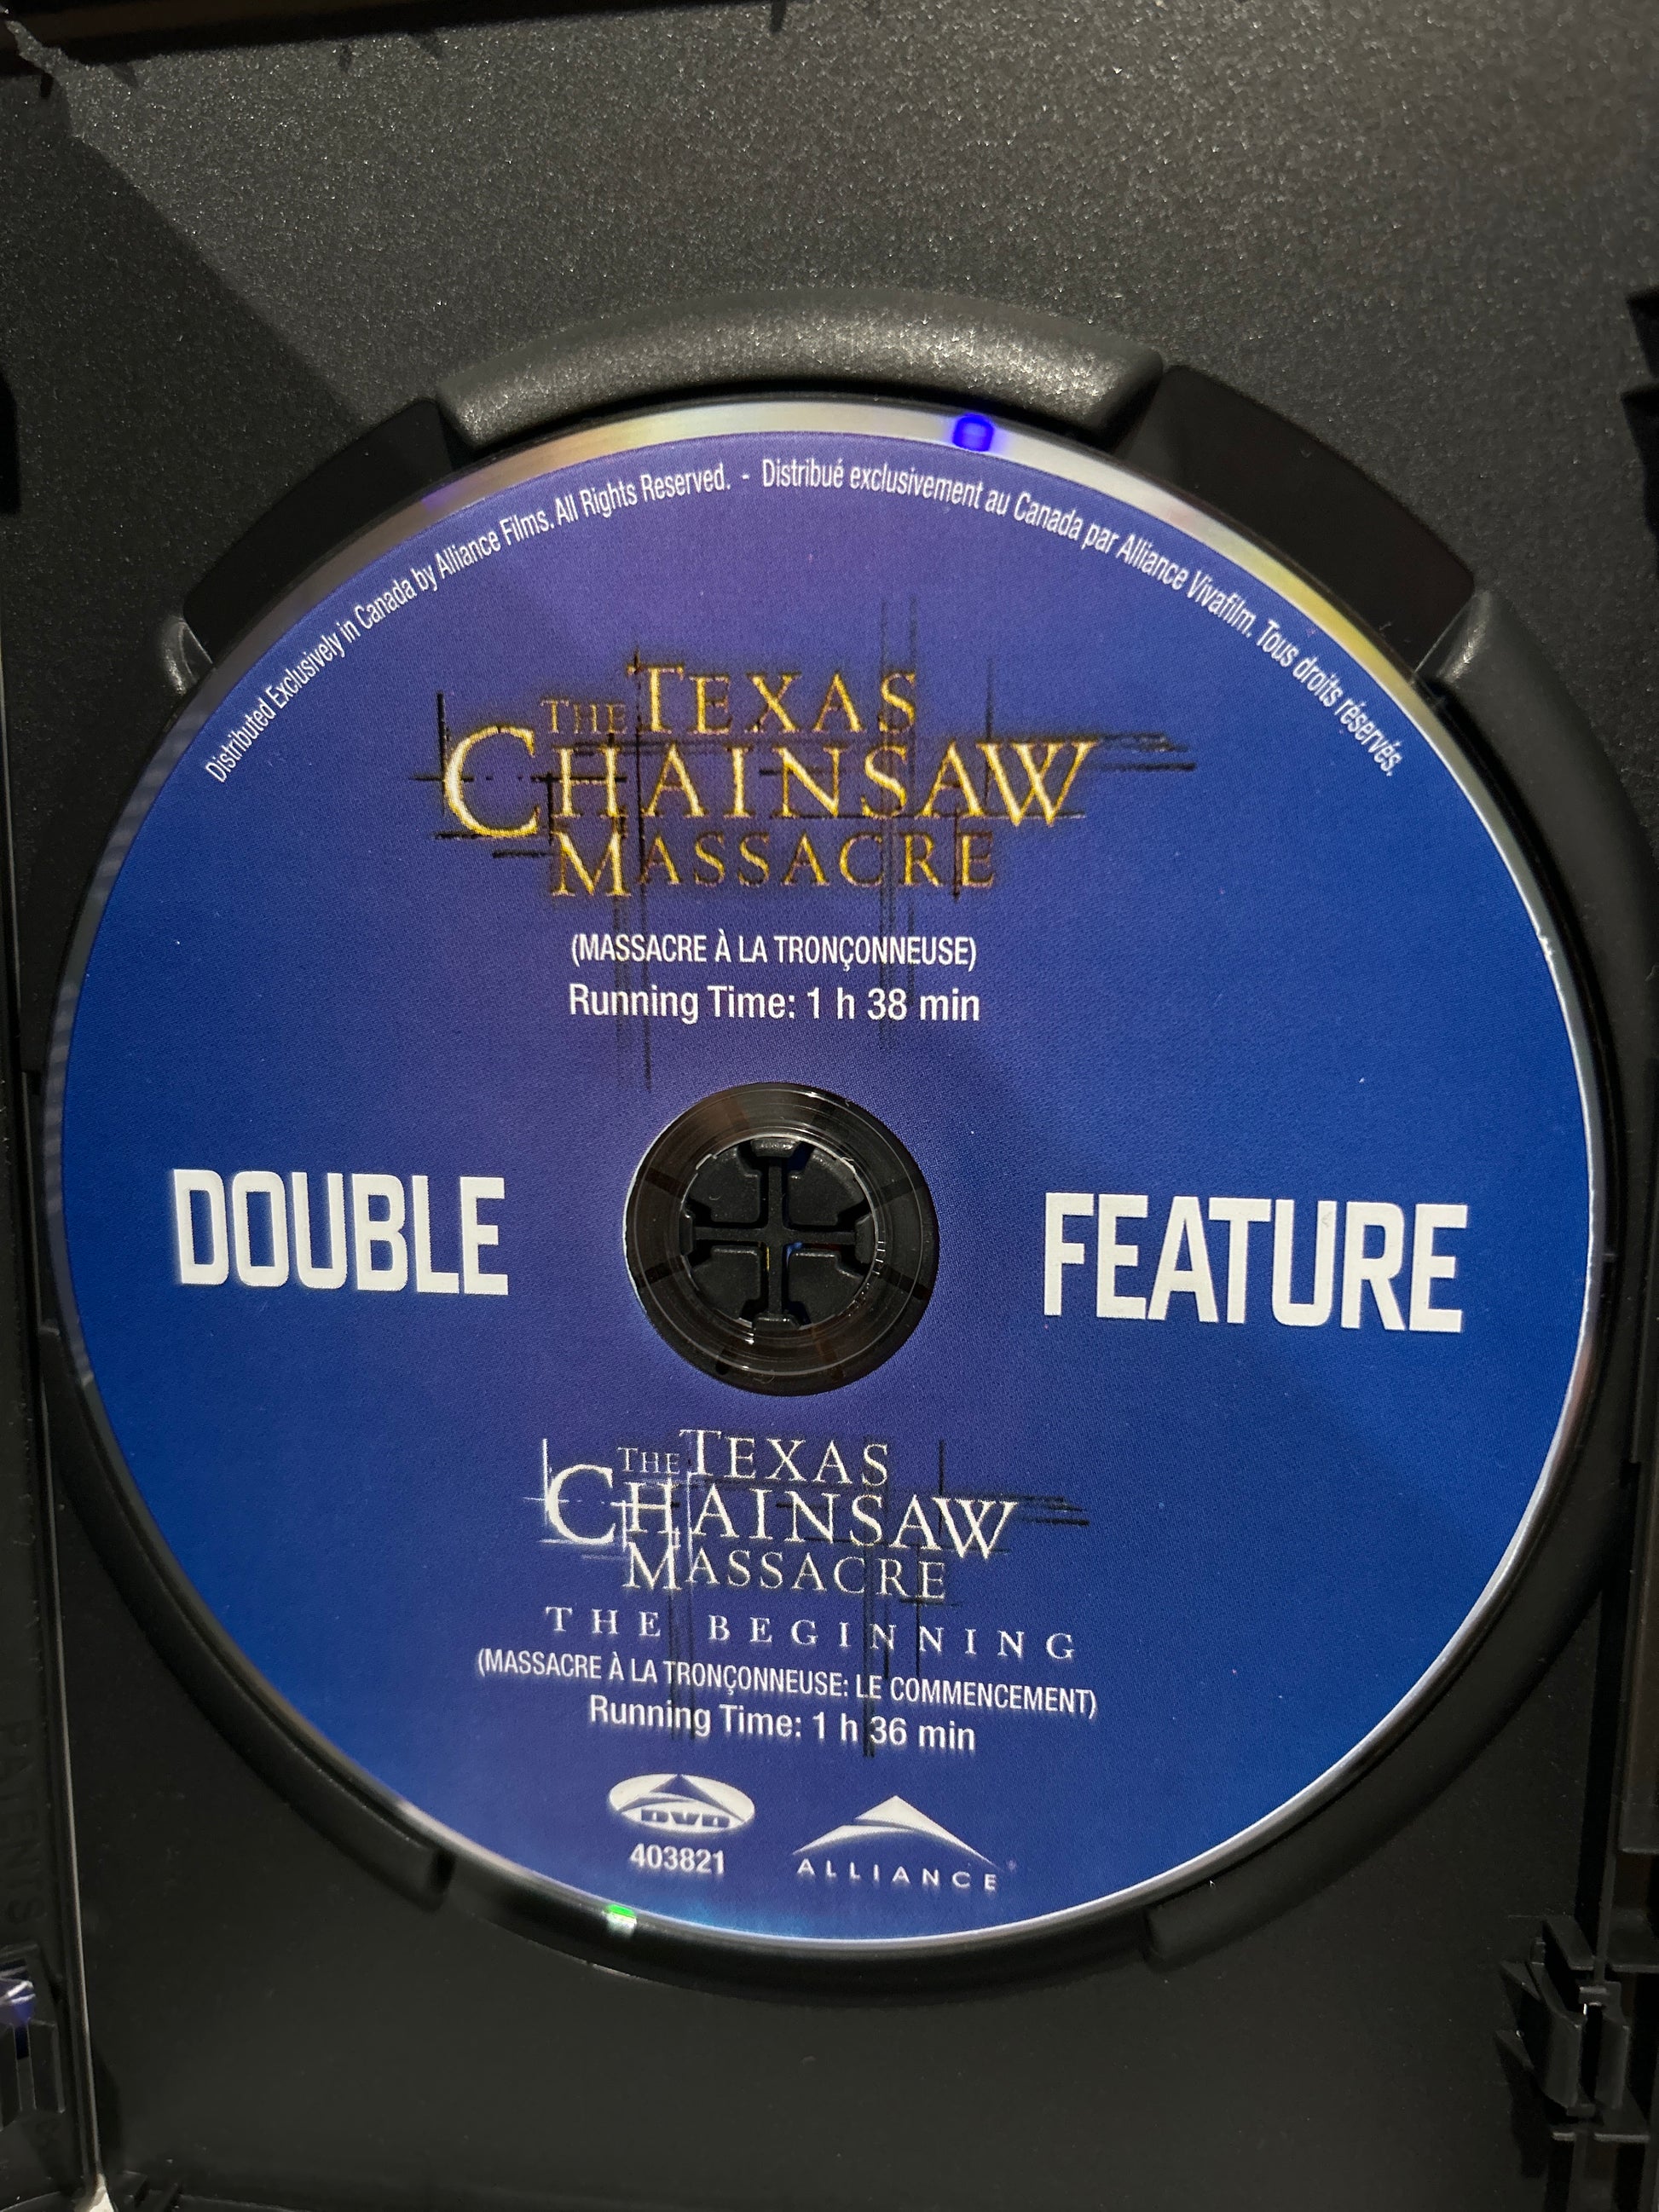 Distributed Exclusively in Canada by Alliance Films. All Rights Reserved. - Distribué exclusivement au Canada par Alliance Vivafilm. Tous droits réservés.
THE TEXAS
CHAINSAW
MASSACRE
(MASSACRE À LA TRONÇONNEUSE)
Running Time: 1 h 38 min
DOUBLE FEATURE
THE TEXAS
CHAINSAW
MASSACRE
THE BEGINNING
(MASSACRE À LA TRONÇONNEUSE: LE COMMENCEMENT)
Running Time: 1 h 36 min
DVD
403821
ALLIANCE